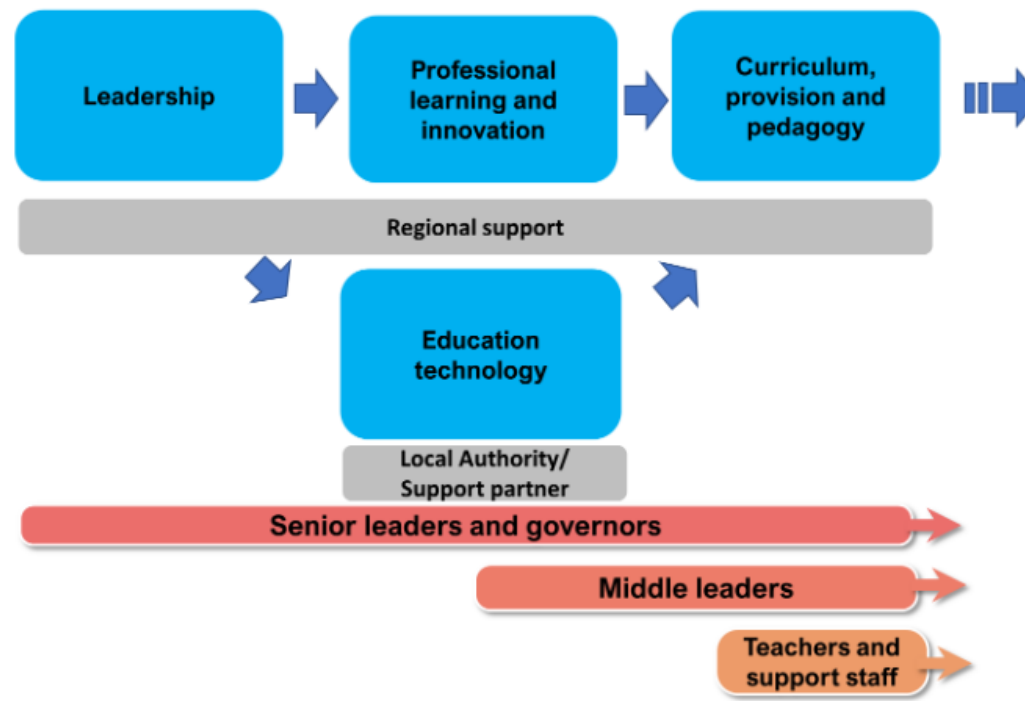 Leadership
Professional
learning and
innovation
Curriculum,
provision and
pedagogy
Regional support
Education
technology
Local Authority/
Support partner
Senior leaders and governors
Middle leaders
Teachers and
support staff